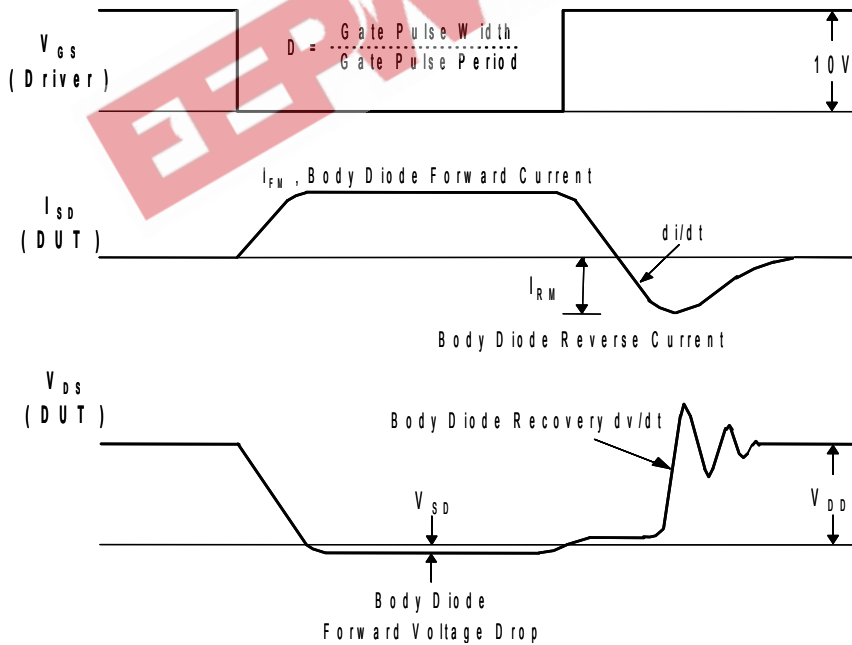 V GS
(Driver)
D = Gate Pulse Width
Gate Pulse Period
10V
EEPW
I FM , Body Diode Forward Current
I SD
(DUT)
di/dt
I RM
Body Diode Reverse Current
V DS
(DUT)
Body Diode Recovery dv/dt
V SD
V DD
Body Diode
Forward Voltage Drop